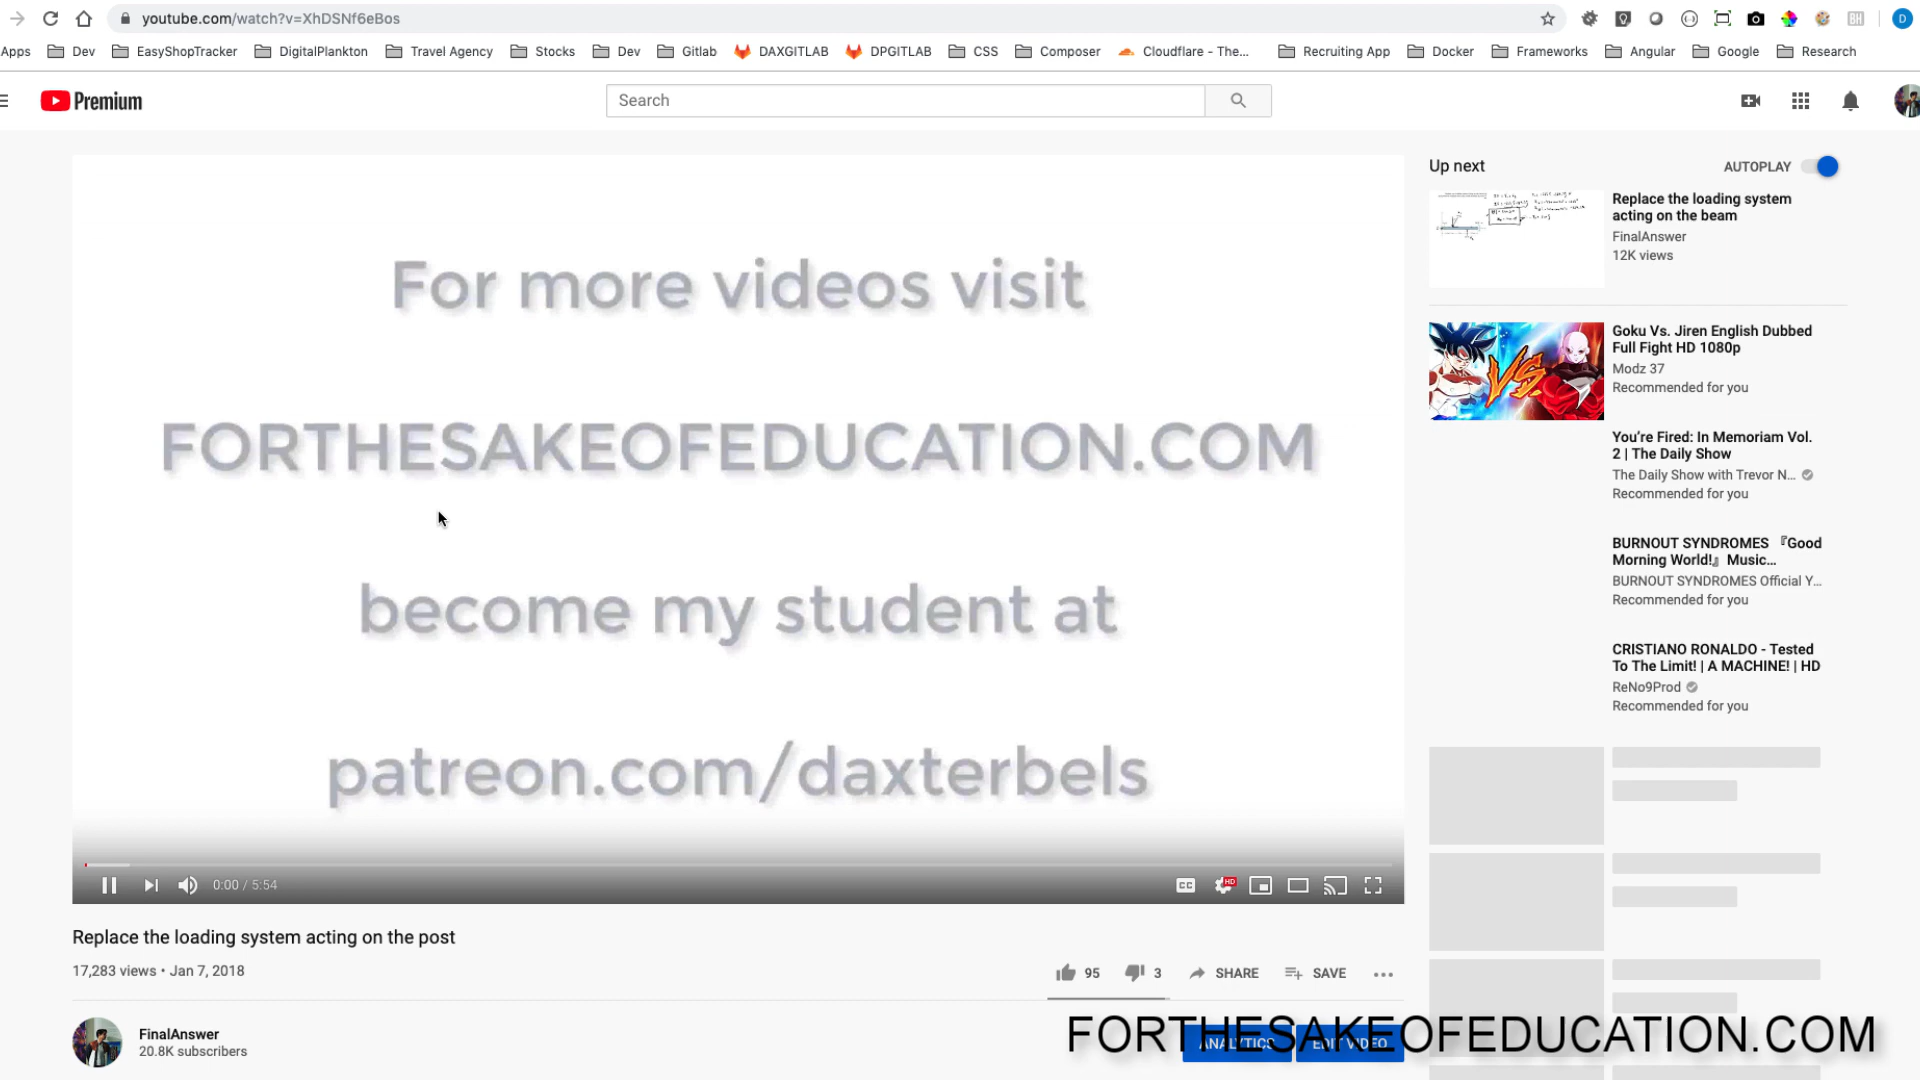 youtube.com/watch?v=XhDSNf6eBos
Apps Dev EasyShopTracker DigitalPlankton Travel Agency Stocks Dev Gitlab DAXGITLAB DPGITLAB CSS Composer Cloudflare - The... Recruiting App Docker Frameworks Angular Google Research
Premium
Search
For more videos visit
FORTHESAKEOFEDUCATION.COM
become my student at
patreon.com/daxterbels
0:00 / 5:54
CC
HD
Replace the loading system acting on the post
17,283 views • Jan 7, 2018
95 3 SHARE SAVE
FinalAnswer
20.8K subscribers
ANALYTICS EDIT VIDEO
Up next AUTOPLAY
Replace the loading system
acting on the beam
FinalAnswer
12K views
VS.
Goku Vs. Jiren English Dubbed
Full Fight HD 1080p
Modz 37
Recommended for you
You're Fired: In Memoriam Vol.
2 | The Daily Show
The Daily Show with Trevor N...
Recommended for you
BURNOUT SYNDROMES 『Good
Morning World!』 Music...
BURNOUT SYNDROMES Official Y...
Recommended for you
CRISTIANO RONALDO - Tested
To The Limit! | A MACHINE! | HD
ReNo9Prod
Recommended for you
FORTHESAKEOFEDUCATION.COM